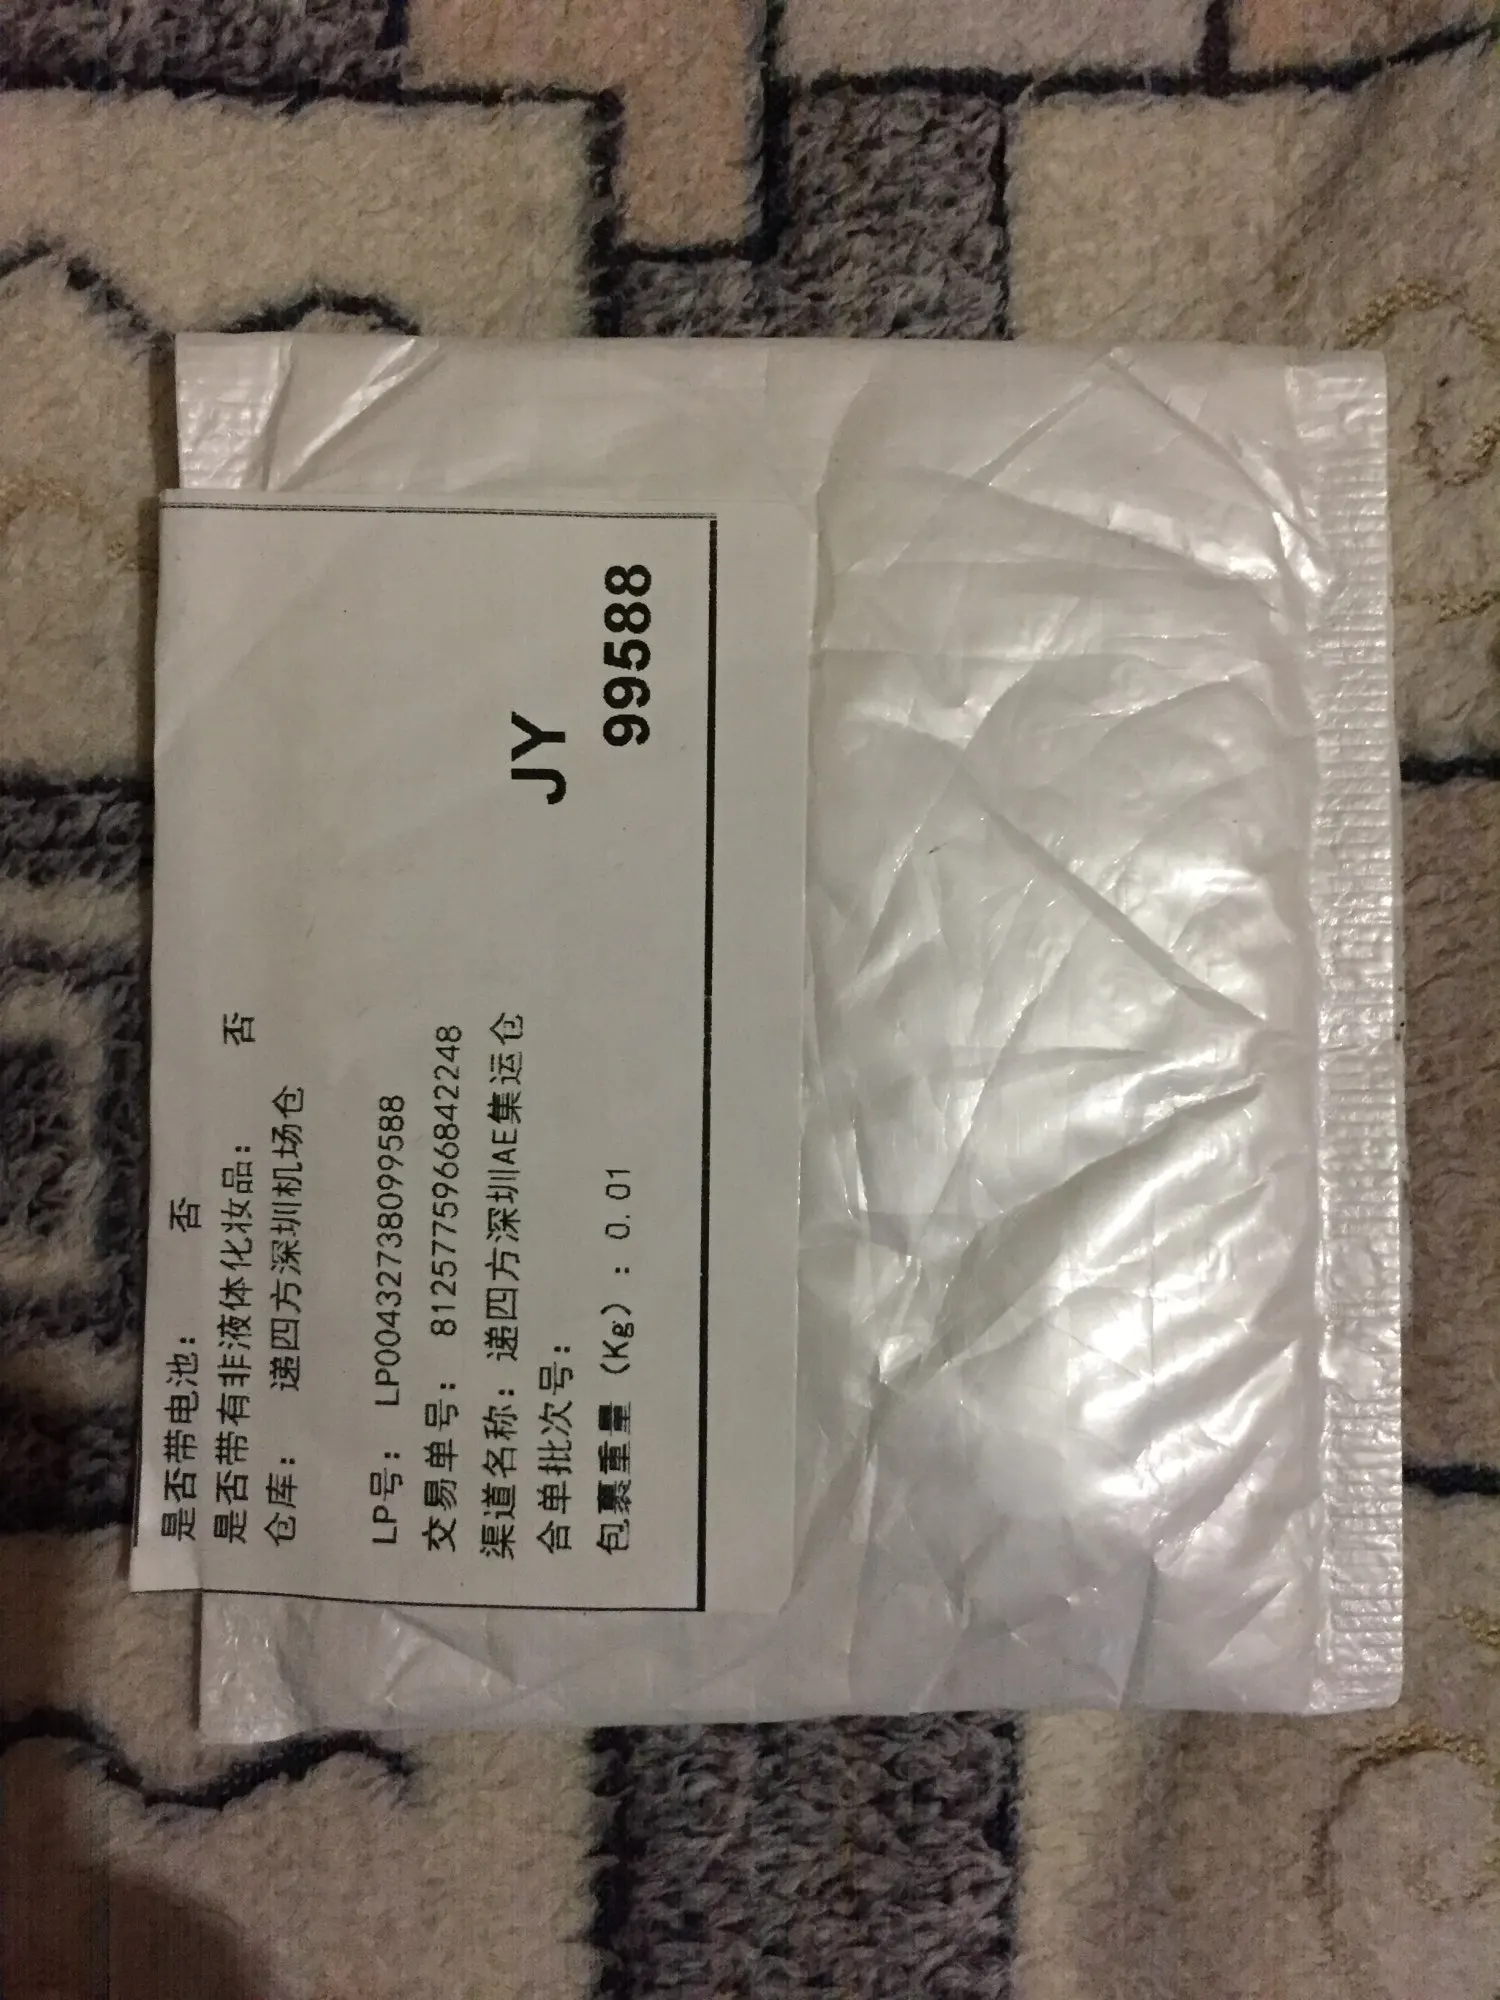 是否带电池： 否
是否带有非液体化妆品： 否
仓库： 递四方深圳机场仓
LP号： LP00432738099588
交易单号： 8125775966842248
渠道名称：递四方深圳AE集运仓
合单批次号：
JY
包裹重量（Kg）：0.01
99588